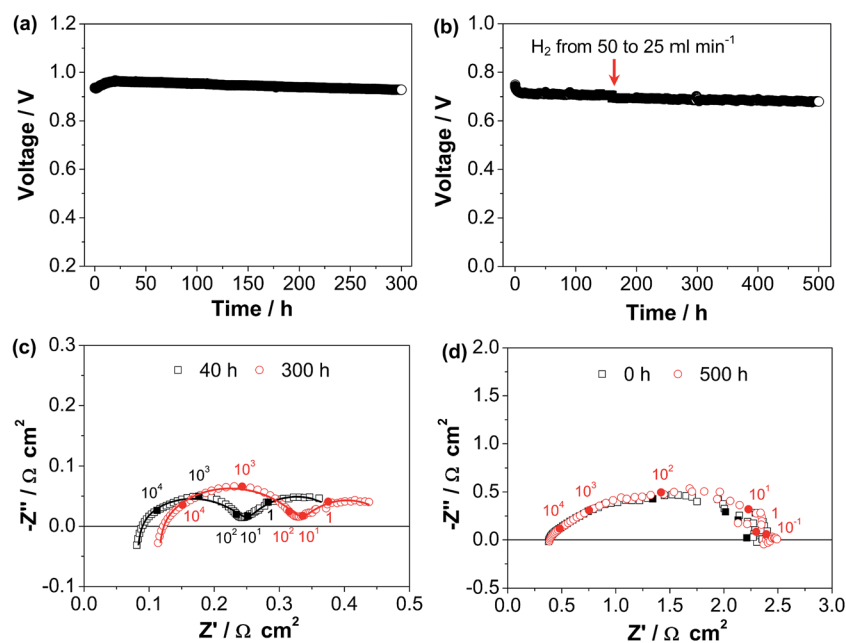 (a)
1.2
1.0
0.8
0.6
0.4
0.2
Voltage / V
0 50 100 150 200 250 300
Time / h
(b)
H₂ from 50 to 25 ml min⁻¹
1.0
0.8
0.6
0.4
0.2
0.0
Voltage / V
0 100 200 300 400 500
Time / h
(c)
40 h 300 h
0.3
0.2
0.1
0.0
-0.1
-Z'' / Ω cm²
10⁴ 10³ 10³
10⁴ 10² 10¹ 10² 10¹ 1 1
0.0 0.1 0.2 0.3 0.4 0.5
Z' / Ω cm²
(d)
0 h 500 h
2.0
1.5
1.0
0.5
0.0
-0.5
-Z'' / Ω cm²
10⁴ 10³ 10² 10¹ 1 10⁻¹
0.0 0.5 1.0 1.5 2.0 2.5 3.0
Z' / Ω cm²